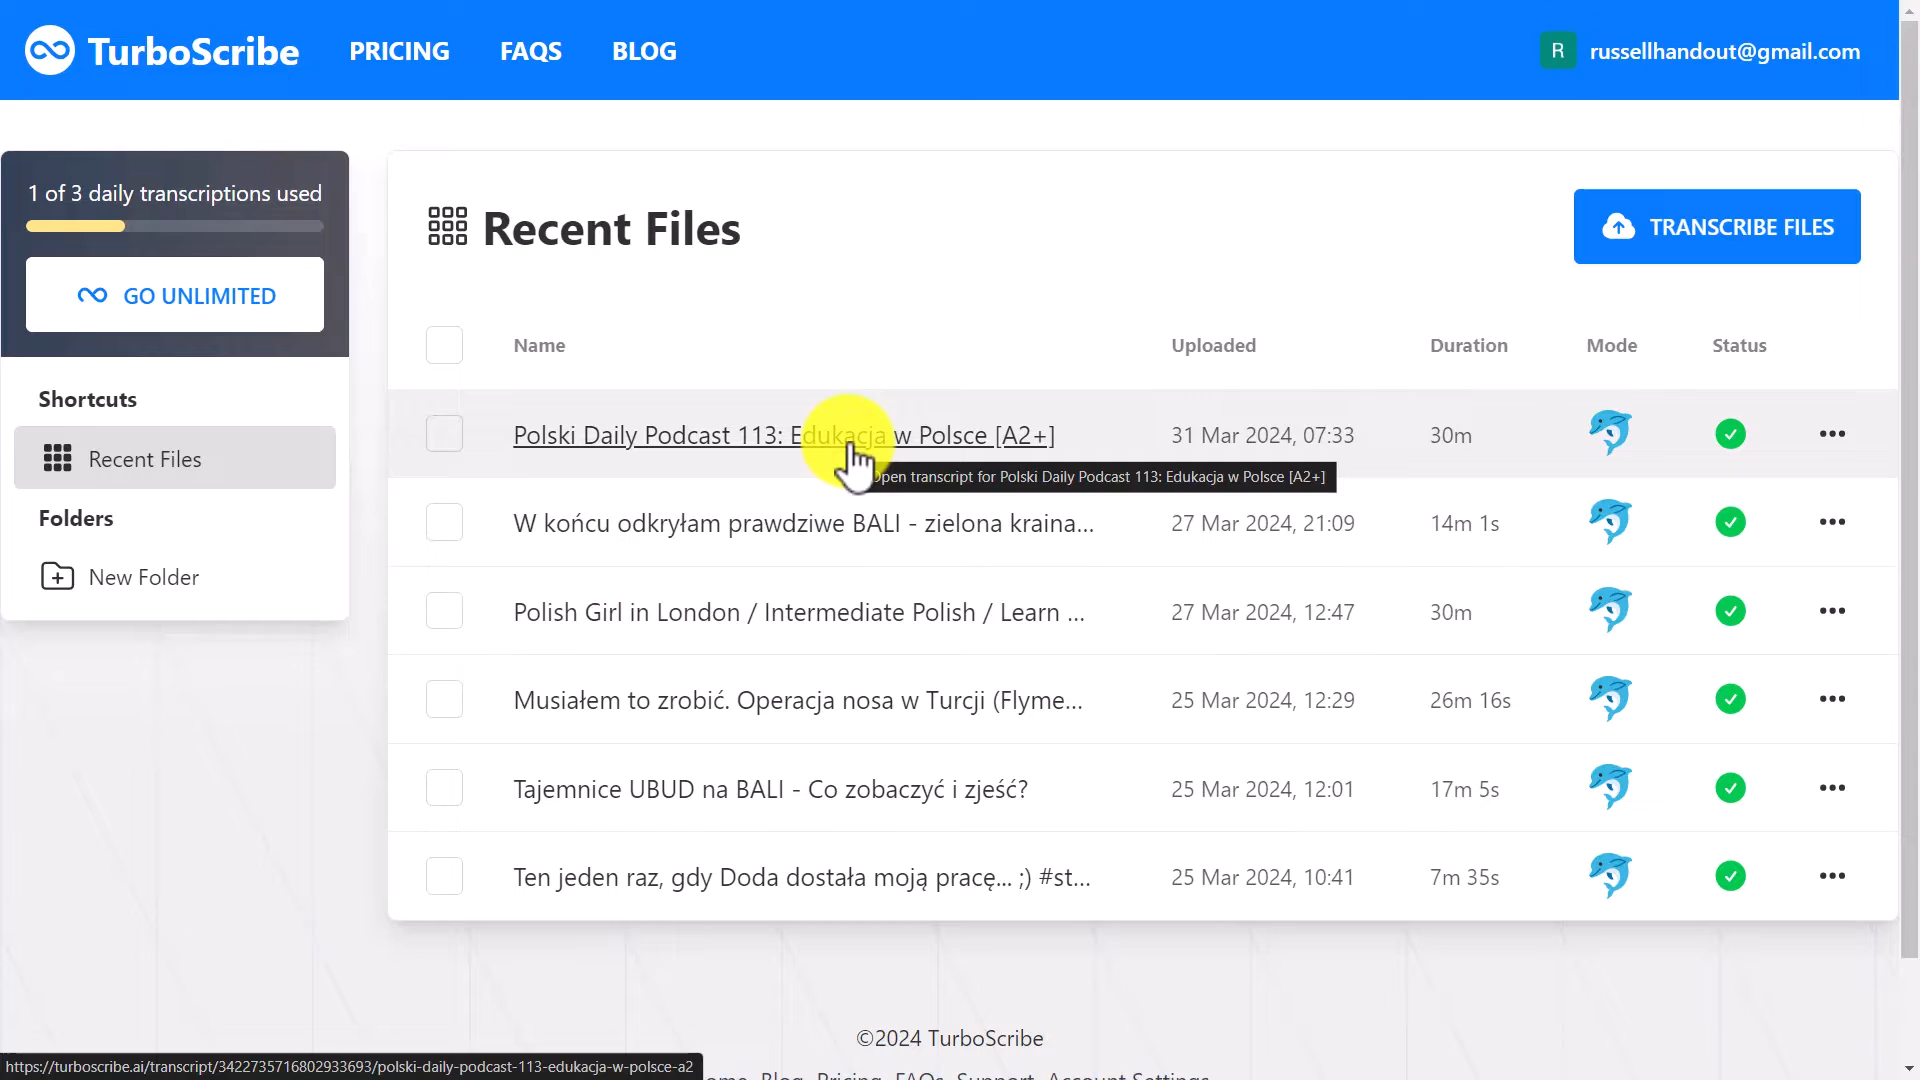 TurboScribe PRICING FAQS BLOG R russellhandout@gmail.com
1 of 3 daily transcriptions used
GO UNLIMITED
Shortcuts
Recent Files
Folders
New Folder
Recent Files
TRANSCRIBE FILES
Name Uploaded Duration Mode Status
Polski Daily Podcast 113: Edukacja w Polsce [A2+] 31 Mar 2024, 07:33 30m
Open transcript for Polski Daily Podcast 113: Edukacja w Polsce [A2+]
W końcu odkryłam prawdziwe BALI - zielona kraina... 27 Mar 2024, 21:09 14m 1s
Polish Girl in London / Intermediate Polish / Learn ... 27 Mar 2024, 12:47 30m
Musiałem to zrobić. Operacja nosa w Turcji (Flyme... 25 Mar 2024, 12:29 26m 16s
Tajemnice UBUD na BALI - Co zobaczyć i zjeść? 25 Mar 2024, 12:01 17m 5s
Ten jeden raz, gdy Doda dostała moją pracę... ;) #st... 25 Mar 2024, 10:41 7m 35s
©2024 TurboScribe
Blog Pricing FAQs Support Account Settings
https://turboscribe.ai/transcript/3422735716802933693/polski-daily-podcast-113-edukacja-w-polsce-a2